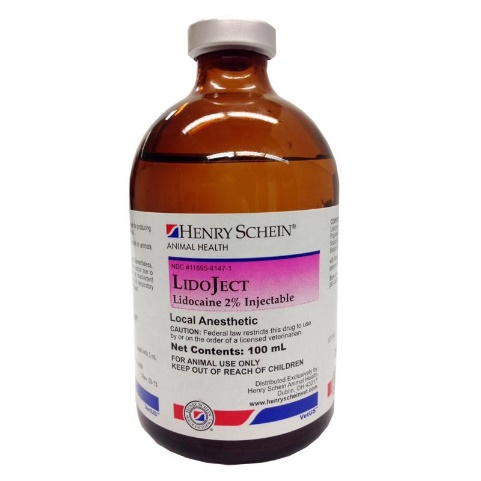 HENRY SCHEIN®
ANIMAL HEALTH
NDC #11695-4147-1
LIDOJECT
Lidocaine 2% Injectable
Local Anesthetic
CAUTION: Federal law restricts this drug to use
by or on the order of a licensed veterinarian.
Net Contents: 100 mL
FOR ANIMAL USE ONLY
KEEP OUT OF REACH OF CHILDREN
Distributed Exclusively by
Henry Schein Animal Health
Dublin, OH 43017
www.henryscheinvet.com
VetUS™